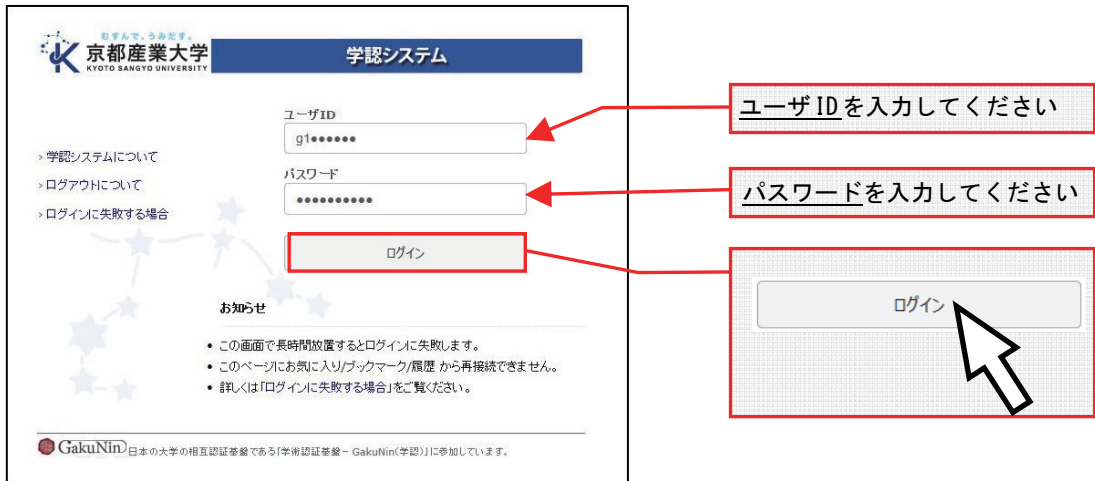 むすんで、うみだす。
京都産業大学
KYOTO SANGYO UNIVERSITY
学認システム
ユーザID
g1●●●●●●
パスワード
●●●●●●●●●●
ログイン
› 学認システムについて
› ログアウトについて
› ログインに失敗する場合
お知らせ
• この画面で長時間放置するとログインに失敗します。
• このページにお気に入り/ブックマーク/履歴 から再接続できません。
• 詳しくは「ログインに失敗する場合」をご覧ください。
GakuNin 日本の大学の相互認証基盤である「学術認証基盤－GakuNin(学認)」に参加しています。
ユーザIDを入力してください
パスワードを入力してください
ログイン